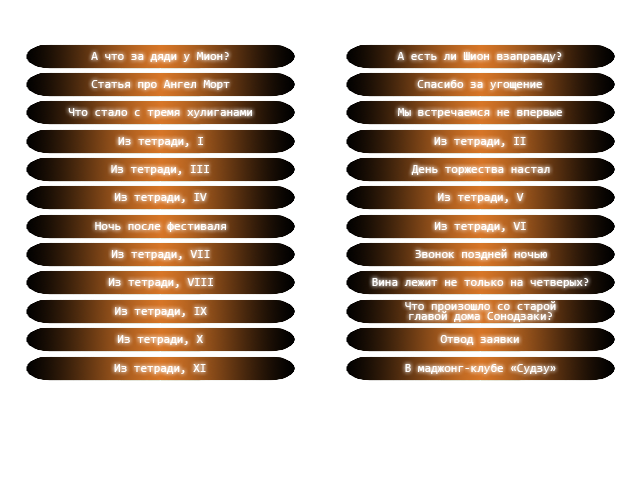 А что за дяди у Мион?
А есть ли Шион взаправду?
Статья про Ангел Морт
Спасибо за угощение
Что стало с тремя хулиганами
Мы встречаемся не впервые
Из тетради, I
Из тетради, II
Из тетради, III
День торжества настал
Из тетради, IV
Из тетради, V
Ночь после фестиваля
Из тетради, VI
Из тетради, VII
Звонок поздней ночью
Из тетради, VIII
Вина лежит не только на четверых?
Из тетради, IX
Что произошло со старой
главой дома Сонодзаки?
Из тетради, X
Отвод заявки
Из тетради, XI
В маджонг-клубе «Судзу»